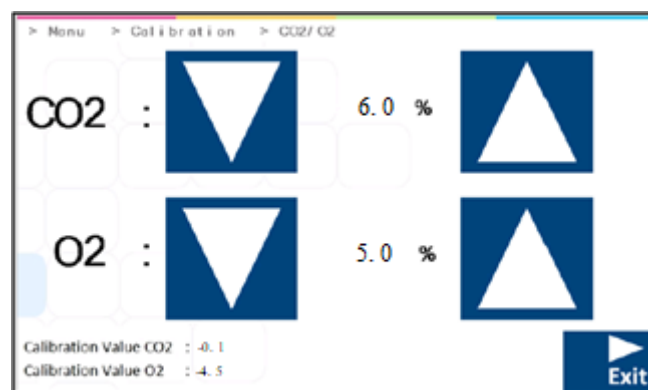 > Menu > Calibration > CO2/O2
CO2 : 6.0 %
O2 : 5.0 %
Calibration Value CO2 : -0.1
Calibration Value O2 : -4.5
Exit